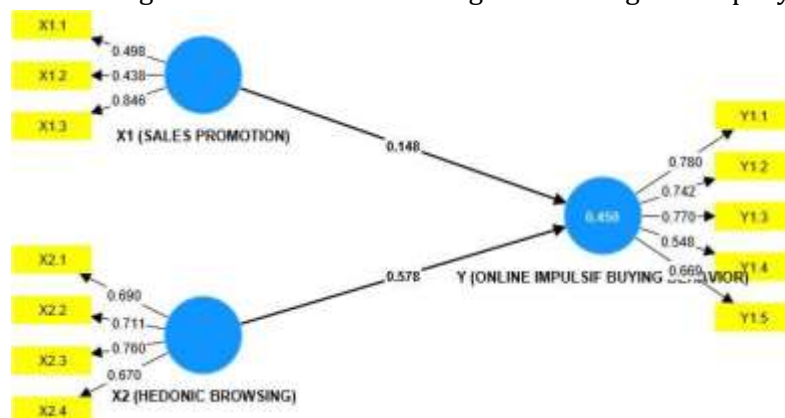 X1.1
X1.2
X1.3
0.498
0.438
0.846
X1 (SALES PROMOTION)
0.148
Y1.1
Y1.2
Y1.3
Y1.4
Y1.5
0.780
0.742
0.770
0.548
0.669
0.450
Y (ONLINE IMPULSIF BUYING
X2.1
X2.2
X2.3
X2.4
0.690
0.711
0.760
0.670
0.578
X2 (HEDONIC BROWSING)